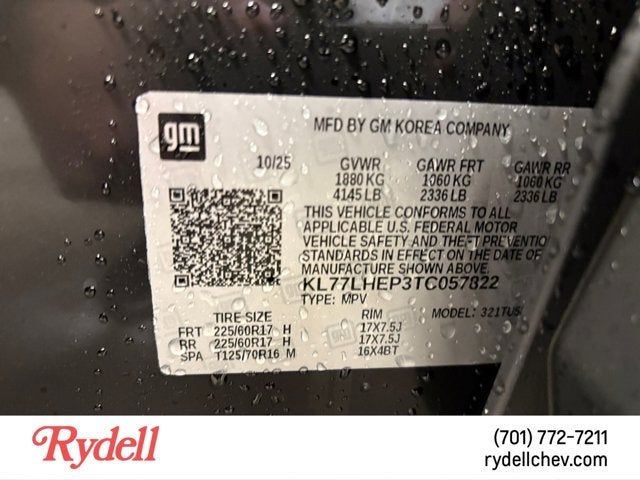 gm
MFD BY GM KOREA COMPANY
10/25 GVWR GAWR FRT GAWR RR
1880 KG 1060 KG 1060 KG
4145 LB 2336 LB 2336 LB
THIS VEHICLE CONFORMS TO ALL
APPLICABLE U.S. FEDERAL MOTOR
VEHICLE SAFETY AND THEFT PREVENTIO
STANDARDS IN EFFECT ON THE DATE OF
MANUFACTURE SHOWN ABOVE.
KL77LHEP3TC057822
TYPE: MPV MODEL: 321TU5
TIRE SIZE RIM
FRT 225/60R17 H 17X7.5J
RR 225/60R17 H 17X7.5J
SPA T125/70R16 M 16X4BT
Rydell
(701) 772-7211
rydellchev.com